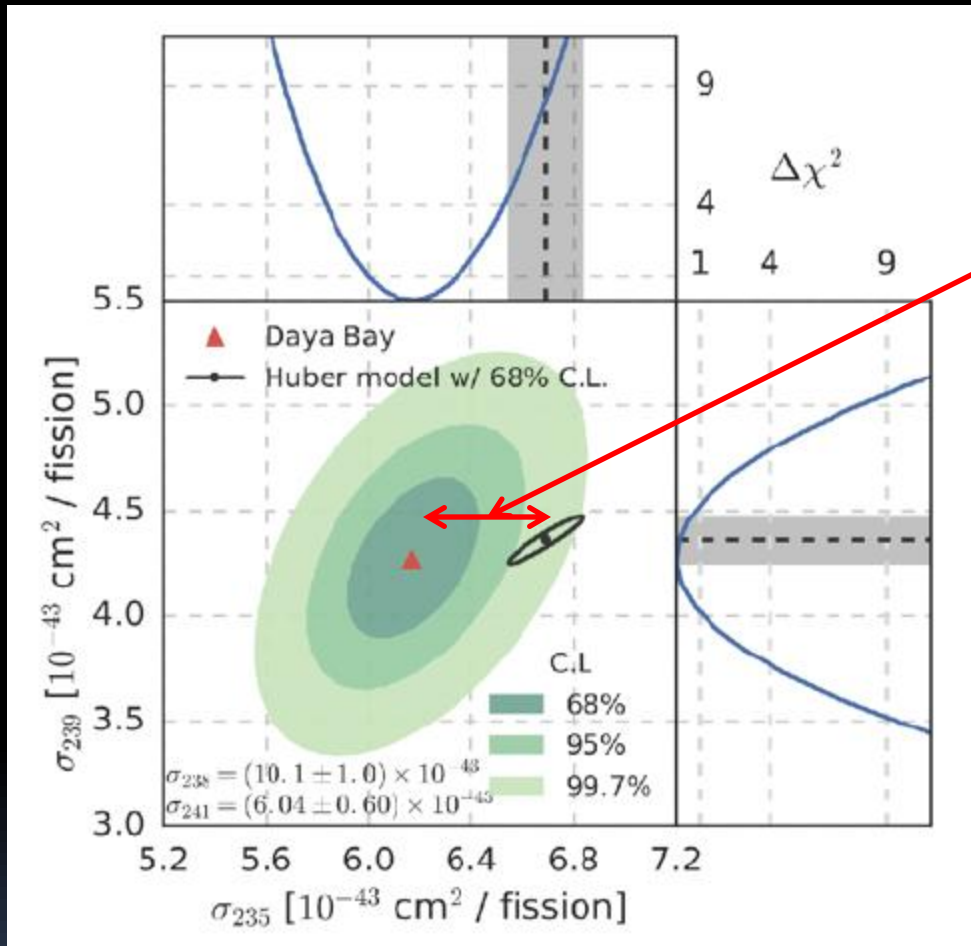 9
4
Δχ²
1 4 9
5.5
5.0
4.5
4.0
3.5
3.0
σ₂₃₉ [10⁻⁴³ cm² / fission]
Daya Bay
Huber model w/ 68% C.L.
C.L
68%
95%
99.7%
σ₂₃₈ = (10.1 ± 1.0) × 10⁻⁴³
σ₂₄₁ = (6.04 ± 0.60) × 10⁻⁴³
5.2 5.6 6.0 6.4 6.8 7.2
σ₂₃₅ [10⁻⁴³ cm² / fission]